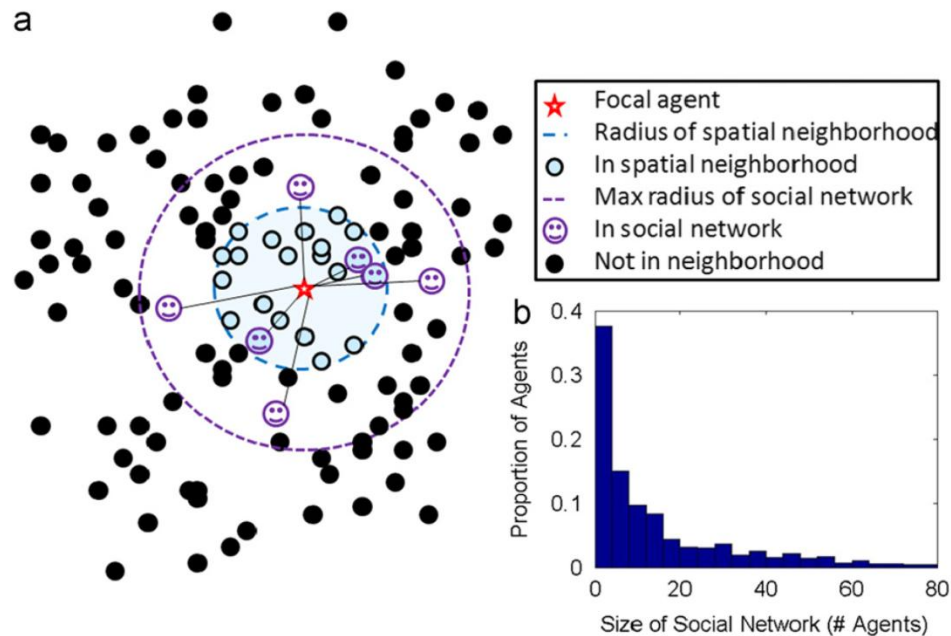 a
Focal agent
Radius of spatial neighborhood
In spatial neighborhood
Max radius of social network
In social network
Not in neighborhood
b
0.4
0.3
0.2
0.1
0
0 20 40 60 80
Proportion of Agents
Size of Social Network (# Agents)